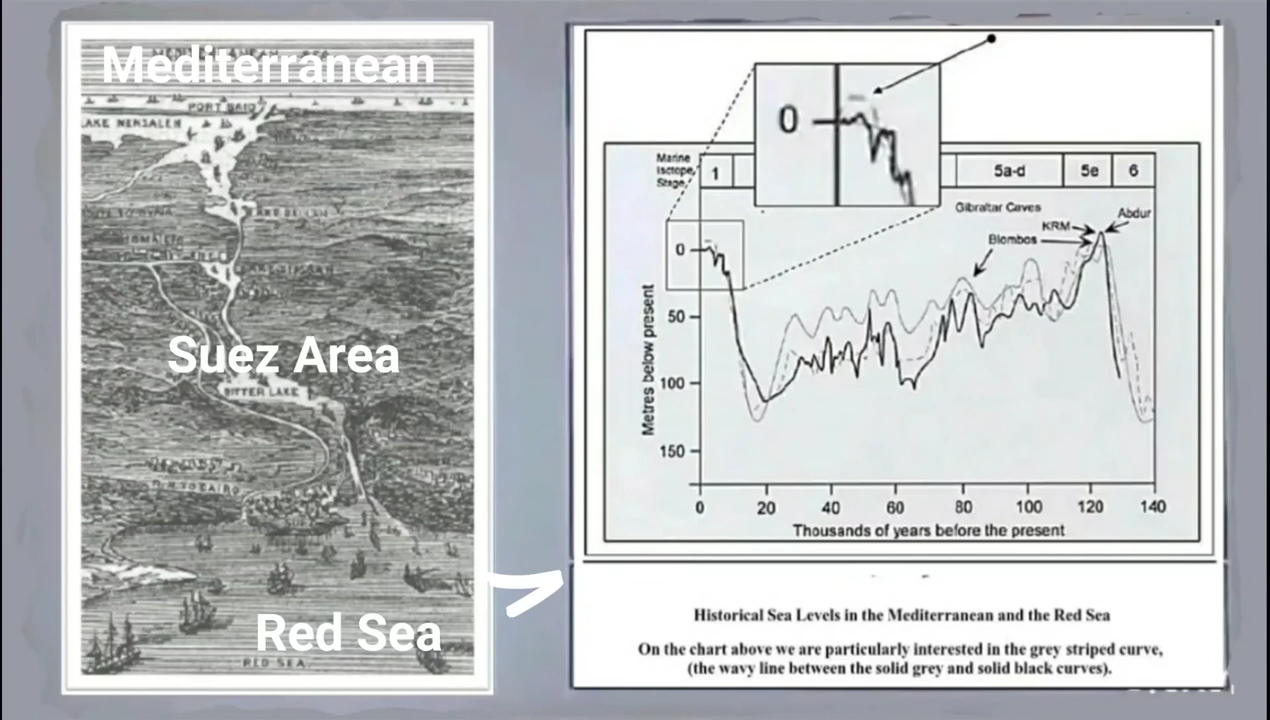 Mediterranean
PORT SAID
BITTER LAKE
Suez Area
Red Sea
RED SEA
0
Marine
Isotope
Stage
1
5a-d
5e
6
Gibraltar Caves
KRM
Abdur
Blombos
0
50
100
150
Metres below present
0
20
40
60
80
100
120
140
Thousands of years before the present
Historical Sea Levels in the Mediterranean and the Red Sea
On the chart above we are particularly interested in the grey striped curve,
(the wavy line between the solid grey and solid black curves).